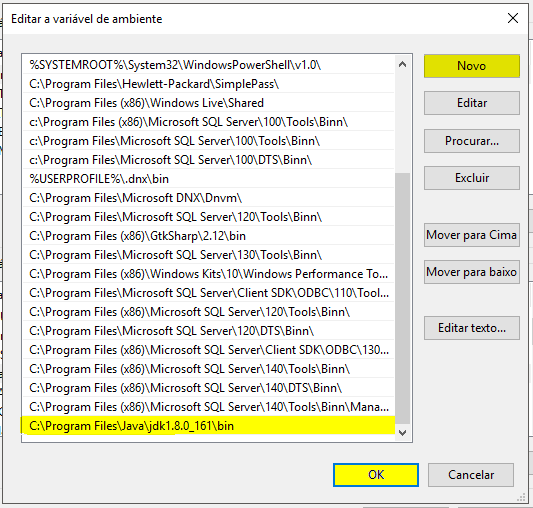 Editar a variável de ambiente
%SYSTEMROOT%\System32\WindowsPowerShell\v1.0\
C:\Program Files\Hewlett-Packard\SimplePass\
C:\Program Files (x86)\Windows Live\Shared
c:\Program Files (x86)\Microsoft SQL Server\100\Tools\Binn\
c:\Program Files\Microsoft SQL Server\100\Tools\Binn\
c:\Program Files\Microsoft SQL Server\100\DTS\Binn\
%USERPROFILE%\.dnx\bin
C:\Program Files\Microsoft DNX\Dnvm\
C:\Program Files\Microsoft SQL Server\120\Tools\Binn\
C:\Program Files (x86)\GtkSharp\2.12\bin
C:\Program Files\Microsoft SQL Server\130\Tools\Binn\
C:\Program Files (x86)\Windows Kits\10\Windows Performance To...
C:\Program Files\Microsoft SQL Server\Client SDK\ODBC\110\Tool...
C:\Program Files (x86)\Microsoft SQL Server\120\Tools\Binn\
C:\Program Files\Microsoft SQL Server\120\DTS\Binn\
C:\Program Files (x86)\Microsoft SQL Server\Client SDK\ODBC\130...
C:\Program Files (x86)\Microsoft SQL Server\140\Tools\Binn\
C:\Program Files (x86)\Microsoft SQL Server\140\DTS\Binn\
C:\Program Files (x86)\Microsoft SQL Server\140\Tools\Binn\Mana...
C:\Program Files\Java\jdk1.8.0_161\bin
Novo
Editar
Procurar...
Excluir
Mover para Cima
Mover para baixo
Editar texto...
OK
Cancelar